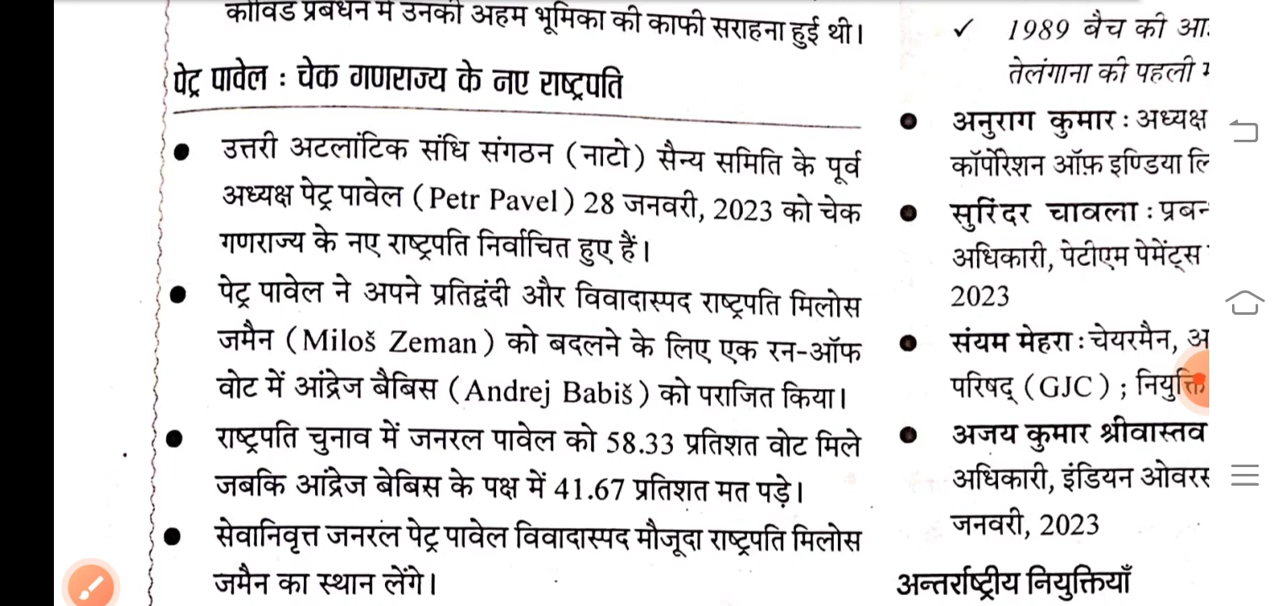 कोविड प्रबंधन में उनकी अहम भूमिका की काफी सराहना हुई थी।
पेट्र पावेल : चेक गणराज्य के नए राष्ट्रपति
● उत्तरी अटलांटिक संधि संगठन (नाटो) सैन्य समिति के पूर्व
अध्यक्ष पेट्र पावेल (Petr Pavel) 28 जनवरी, 2023 को चेक
गणराज्य के नए राष्ट्रपति निर्वाचित हुए हैं।
● पेट्र पावेल ने अपने प्रतिद्वंदी और विवादास्पद राष्ट्रपति मिलोस
जमैन (Miloš Zeman) को बदलने के लिए एक रन-ऑफ
वोट में आंद्रेज बैबिस (Andrej Babiš) को पराजित किया।
● राष्ट्रपति चुनाव में जनरल पावेल को 58.33 प्रतिशत वोट मिले
जबकि आंद्रेज बेबिस के पक्ष में 41.67 प्रतिशत मत पड़े।
● सेवानिवृत्त जनरल पेट्र पावेल विवादास्पद मौजूदा राष्ट्रपति मिलोस
जमैन का स्थान लेंगे।
✓ 1989 बैच की आ
तेलंगाना की पहली
● अनुराग कुमार : अध्यक्ष
कॉर्पोरेशन ऑफ़ इण्डिया लि
● सुरिंदर चावला : प्रबन
अधिकारी, पेटीएम पेमेंट्स
2023
● संयम मेहरा : चेयरमैन, अ
परिषद् (GJC) ; नियुक्ति
● अजय कुमार श्रीवास्तव
अधिकारी, इंडियन ओवरस
जनवरी, 2023
अन्तर्राष्ट्रीय नियुक्तियाँ